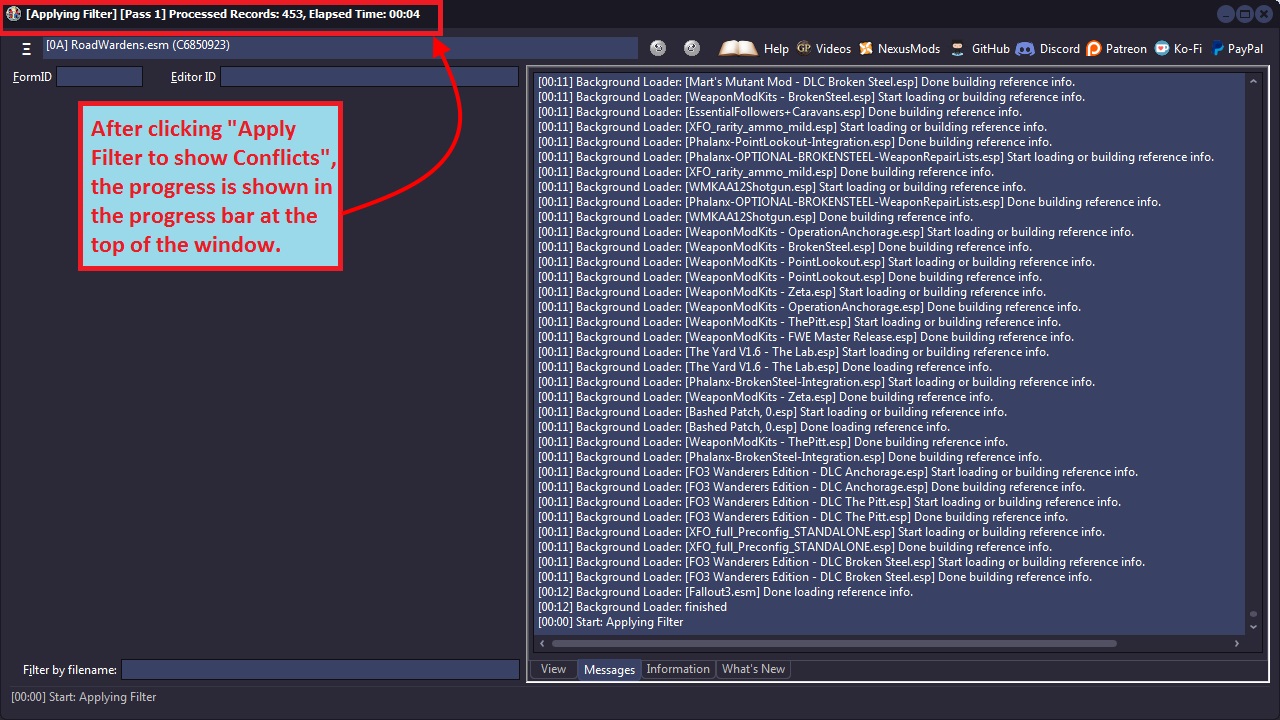 [Applying Filter] [Pass 1] Processed Records: 453, Elapsed Time: 00:04
[0A] RoadWardens.esm (C6850923)
Help
GP Videos
NexusMods
GitHub
Discord
Patreon
Ko-Fi
PayPal
FormID
Editor ID
After clicking "Apply
Filter to show Conflicts",
the progress is shown in
the progress bar at the
top of the window.
[00:11] Background Loader: [Mart's Mutant Mod - DLC Broken Steel.esp] Done building reference info.
[00:11] Background Loader: [WeaponModKits - BrokenSteel.esp] Start loading or building reference info.
[00:11] Background Loader: [EssentialFollowers+Caravans.esp] Done building reference info.
[00:11] Background Loader: [XFO_rarity_ammo_mild.esp] Start loading or building reference info.
[00:11] Background Loader: [Phalanx-PointLookout-Integration.esp] Done building reference info.
[00:11] Background Loader: [Phalanx-OPTIONAL-BROKENSTEEL-WeaponRepairLists.esp] Start loading or building reference info.
[00:11] Background Loader: [XFO_rarity_ammo_mild.esp] Done building reference info.
[00:11] Background Loader: [WMKAA12Shotgun.esp] Start loading or building reference info.
[00:11] Background Loader: [Phalanx-OPTIONAL-BROKENSTEEL-WeaponRepairLists.esp] Done building reference info.
[00:11] Background Loader: [WMKAA12Shotgun.esp] Done building reference info.
[00:11] Background Loader: [WeaponModKits - OperationAnchorage.esp] Start loading or building reference info.
[00:11] Background Loader: [WeaponModKits - BrokenSteel.esp] Done building reference info.
[00:11] Background Loader: [WeaponModKits - PointLookout.esp] Start loading or building reference info.
[00:11] Background Loader: [WeaponModKits - PointLookout.esp] Done building reference info.
[00:11] Background Loader: [WeaponModKits - Zeta.esp] Start loading or building reference info.
[00:11] Background Loader: [WeaponModKits - OperationAnchorage.esp] Done building reference info.
[00:11] Background Loader: [WeaponModKits - ThePitt.esp] Start loading or building reference info.
[00:11] Background Loader: [WeaponModKits - FWE Master Release.esp] Done building reference info.
[00:11] Background Loader: [The Yard V1.6 - The Lab.esp] Start loading or building reference info.
[00:11] Background Loader: [The Yard V1.6 - The Lab.esp] Done loading reference info.
[00:11] Background Loader: [Phalanx-BrokenSteel-Integration.esp] Start loading or building reference info.
[00:11] Background Loader: [WeaponModKits - Zeta.esp] Done building reference info.
[00:11] Background Loader: [Bashed Patch, 0.esp] Start loading or building reference info.
[00:11] Background Loader: [Bashed Patch, 0.esp] Done loading reference info.
[00:11] Background Loader: [WeaponModKits - ThePitt.esp] Done building reference info.
[00:11] Background Loader: [Phalanx-BrokenSteel-Integration.esp] Done building reference info.
[00:11] Background Loader: [FO3 Wanderers Edition - DLC Anchorage.esp] Start loading or building reference info.
[00:11] Background Loader: [FO3 Wanderers Edition - DLC Anchorage.esp] Done building reference info.
[00:11] Background Loader: [FO3 Wanderers Edition - DLC The Pitt.esp] Start loading or building reference info.
[00:11] Background Loader: [FO3 Wanderers Edition - DLC The Pitt.esp] Done building reference info.
[00:11] Background Loader: [XFO_full_Preconfig_STANDALONE.esp] Start loading or building reference info.
[00:11] Background Loader: [XFO_full_Preconfig_STANDALONE.esp] Done building reference info.
[00:11] Background Loader: [FO3 Wanderers Edition - DLC Broken Steel.esp] Start loading or building reference info.
[00:11] Background Loader: [FO3 Wanderers Edition - DLC Broken Steel.esp] Done building reference info.
[00:12] Background Loader: [Fallout3.esm] Done loading reference info.
[00:12] Background Loader: finished
[00:00] Start: Applying Filter
Filter by filename:
View
Messages
Information
What's New
[00:00] Start: Applying Filter